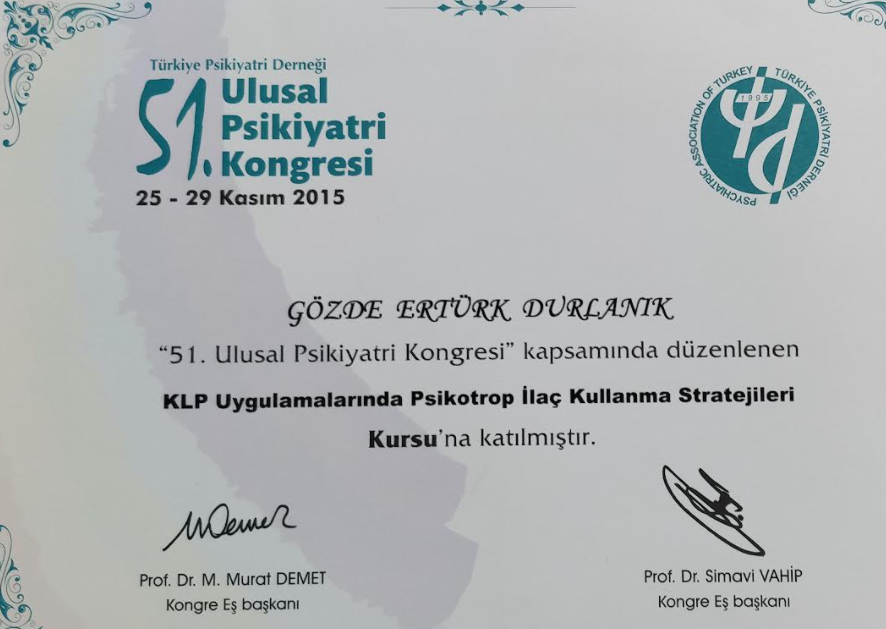 Türkiye Psikiyatri Derneği
51. Ulusal
Psikiyatri
Kongresi
25 - 29 Kasım 2015
PSYCHIATRIC ASSOCIATION OF TURKEY
TÜRKİYE PSİKİYATRİ DERNEĞİ
1995
GÖZDE ERTÜRK DURLANIK
“51. Ulusal Psikiyatri Kongresi” kapsamında düzenlenen
KLP Uygulamalarında Psikotrop İlaç Kullanma Stratejileri
Kursu’na katılmıştır.
Prof. Dr. M. Murat DEMET
Kongre Eş başkanı
Prof. Dr. Simavi VAHİP
Kongre Eş başkanı